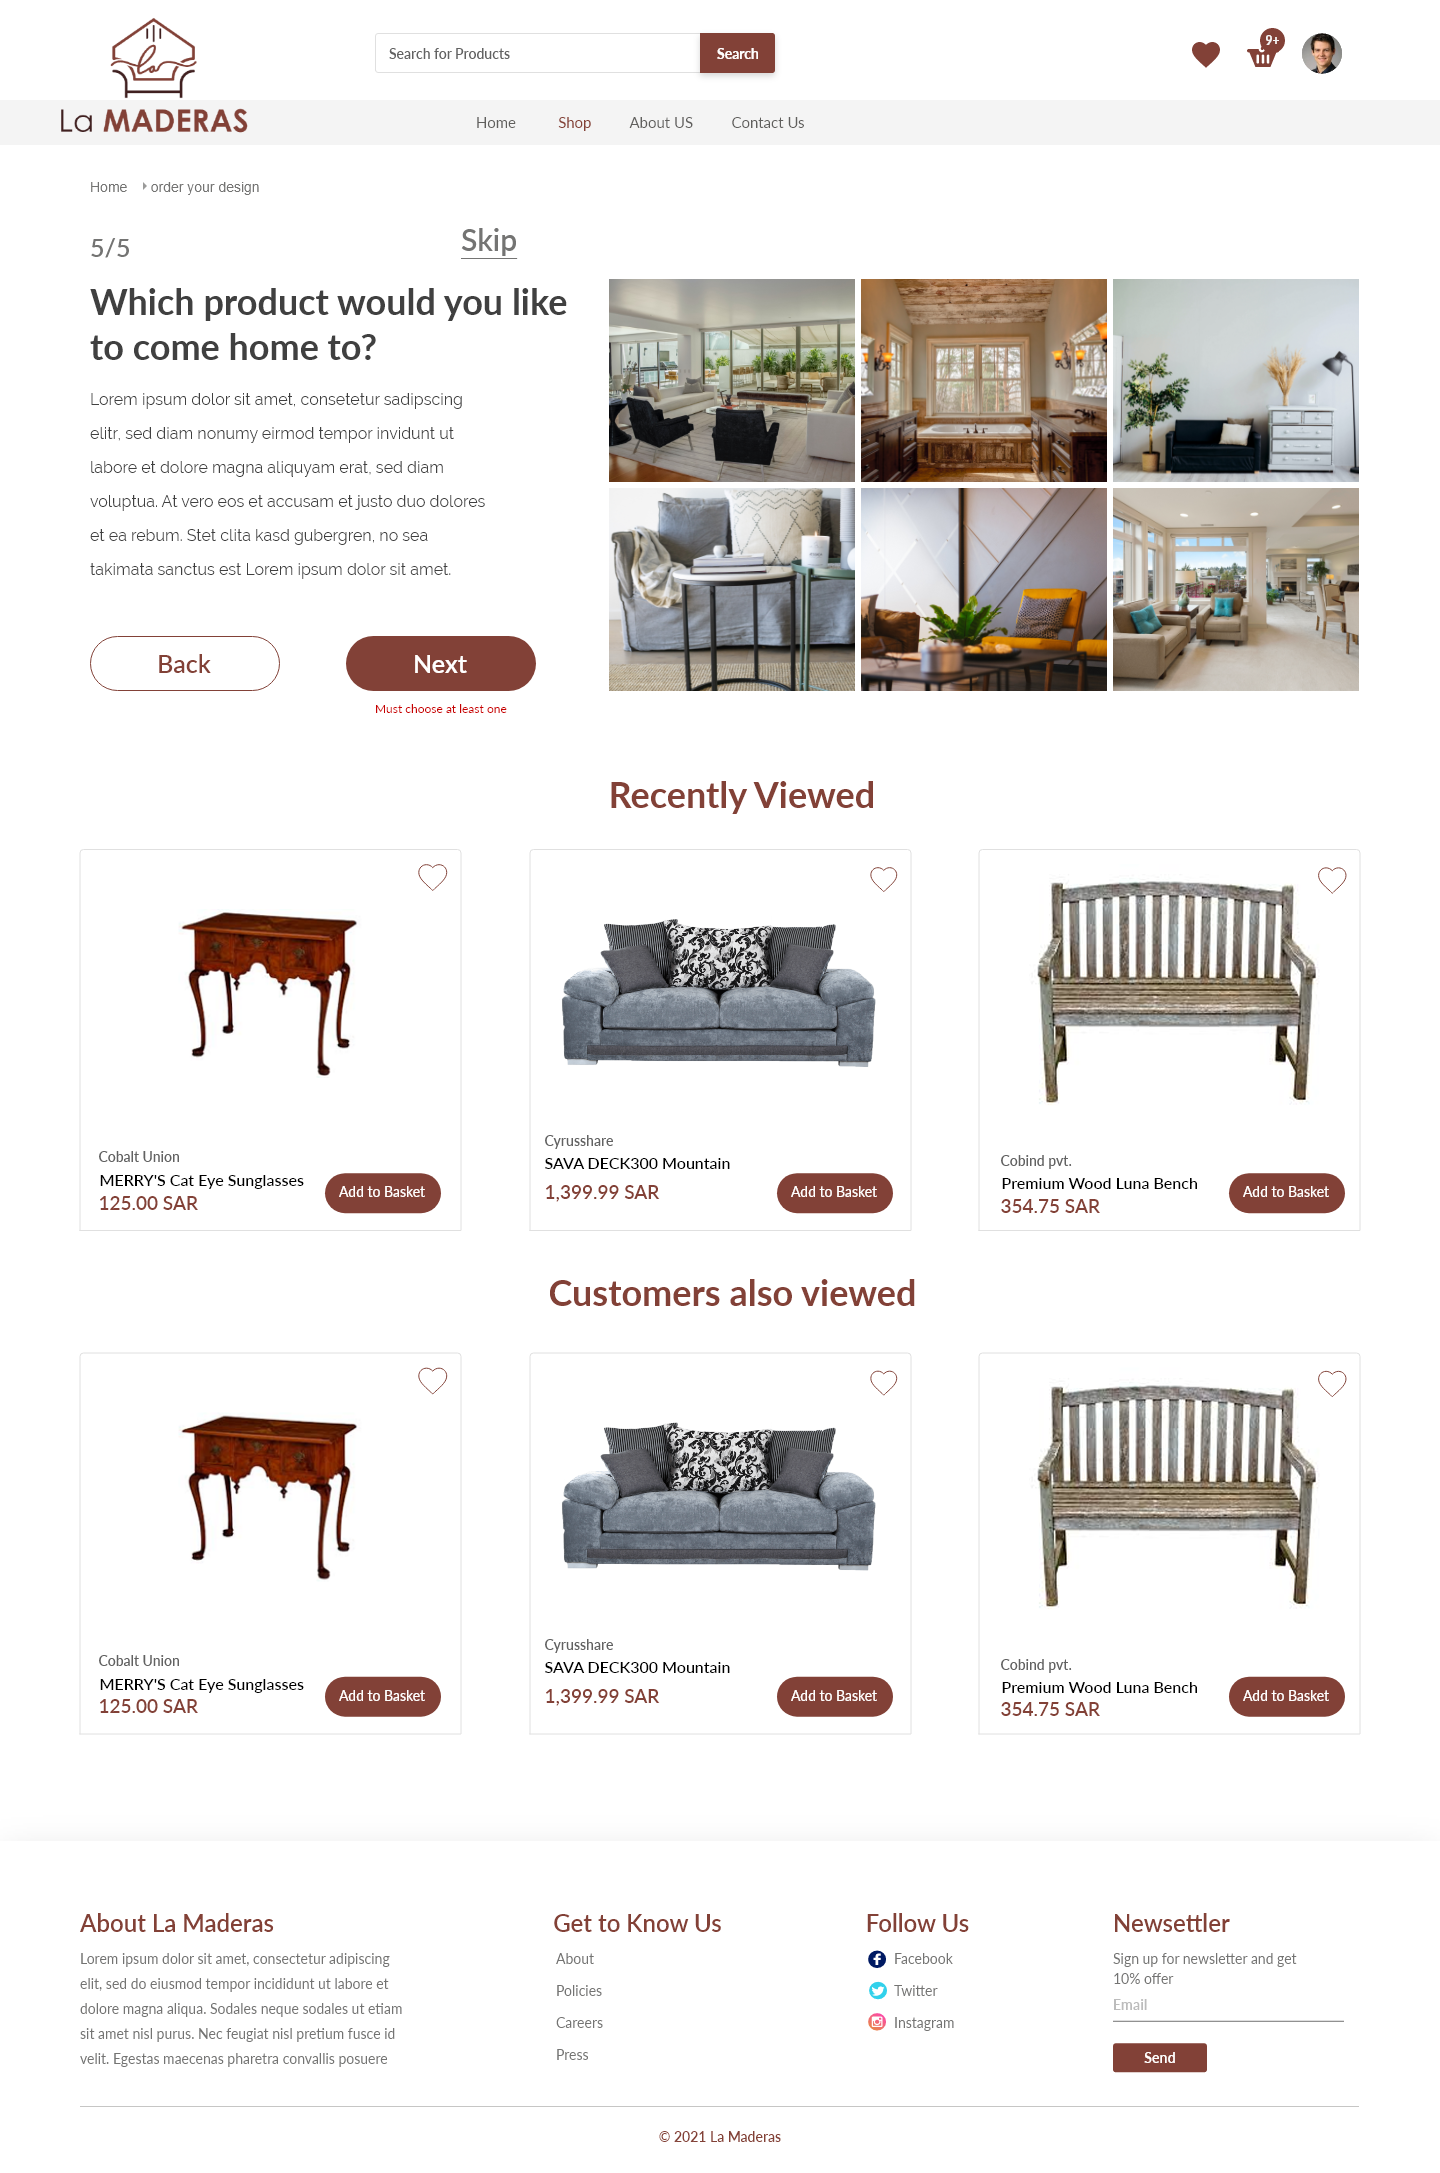 la
La MADERAS
Search for Products
Search
9+
Home
Shop
About US
Contact Us
Home
order your design
5/5
Skip
Which product would you like
to come home to?
Lorem ipsum dolor sit amet, consetetur sadipscing
elitr, sed diam nonumy eirmod tempor invidunt ut
labore et dolore magna aliquyam erat, sed diam
voluptua. At vero eos et accusam et justo duo dolores
et ea rebum. Stet clita kasd gubergren, no sea
takimata sanctus est Lorem ipsum dolor sit amet.
Back
Next
Must choose at least one
Recently Viewed
Cobalt Union
MERRY'S Cat Eye Sunglasses
125.00 SAR
Add to Basket
Cyrusshare
SAVA DECK300 Mountain
1,399.99 SAR
Add to Basket
Cobind pvt.
Premium Wood Luna Bench
354.75 SAR
Add to Basket
Customers also viewed
Cobalt Union
MERRY'S Cat Eye Sunglasses
125.00 SAR
Add to Basket
Cyrusshare
SAVA DECK300 Mountain
1,399.99 SAR
Add to Basket
Cobind pvt.
Premium Wood Luna Bench
354.75 SAR
Add to Basket
About La Maderas
Lorem ipsum dolor sit amet, consectetur adipiscing
elit, sed do eiusmod tempor incididunt ut labore et
dolore magna aliqua. Sodales neque sodales ut etiam
sit amet nisl purus. Nec feugiat nisl pretium fusce id
velit. Egestas maecenas pharetra convallis posuere
Get to Know Us
About
Policies
Careers
Press
Follow Us
Facebook
Twitter
Instagram
Newsettler
Sign up for newsletter and get
10% offer
Email
Send
© 2021 La Maderas